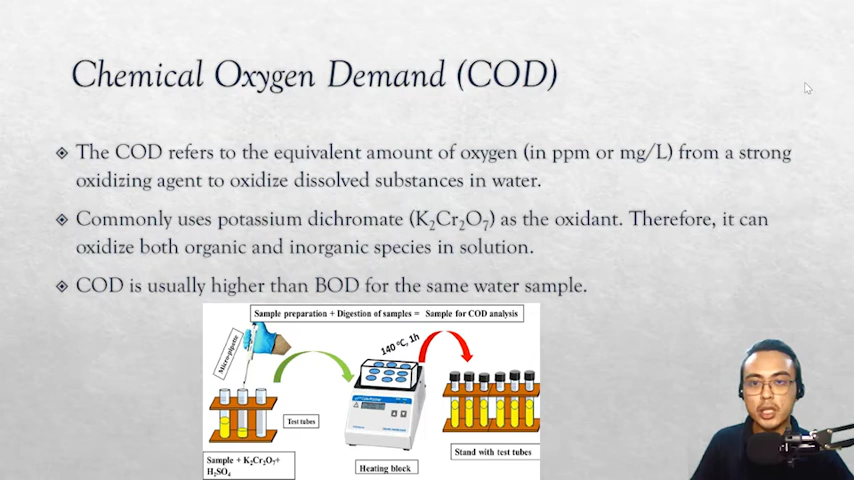 Chemical Oxygen Demand (COD)
The COD refers to the equivalent amount of oxygen (in ppm or mg/L) from a strong
oxidizing agent to oxidize dissolved substances in water.
Commonly uses potassium dichromate (K₂Cr₂O₇) as the oxidant. Therefore, it can
oxidize both organic and inorganic species in solution.
COD is usually higher than BOD for the same water sample.
Sample preparation + Digestion of samples = Sample for COD analysis
Micro-pipette
140 °C, 1h
Test tubes
Sample + K₂Cr₂O₇+
H₂SO₄
Heating block
Stand with test tubes